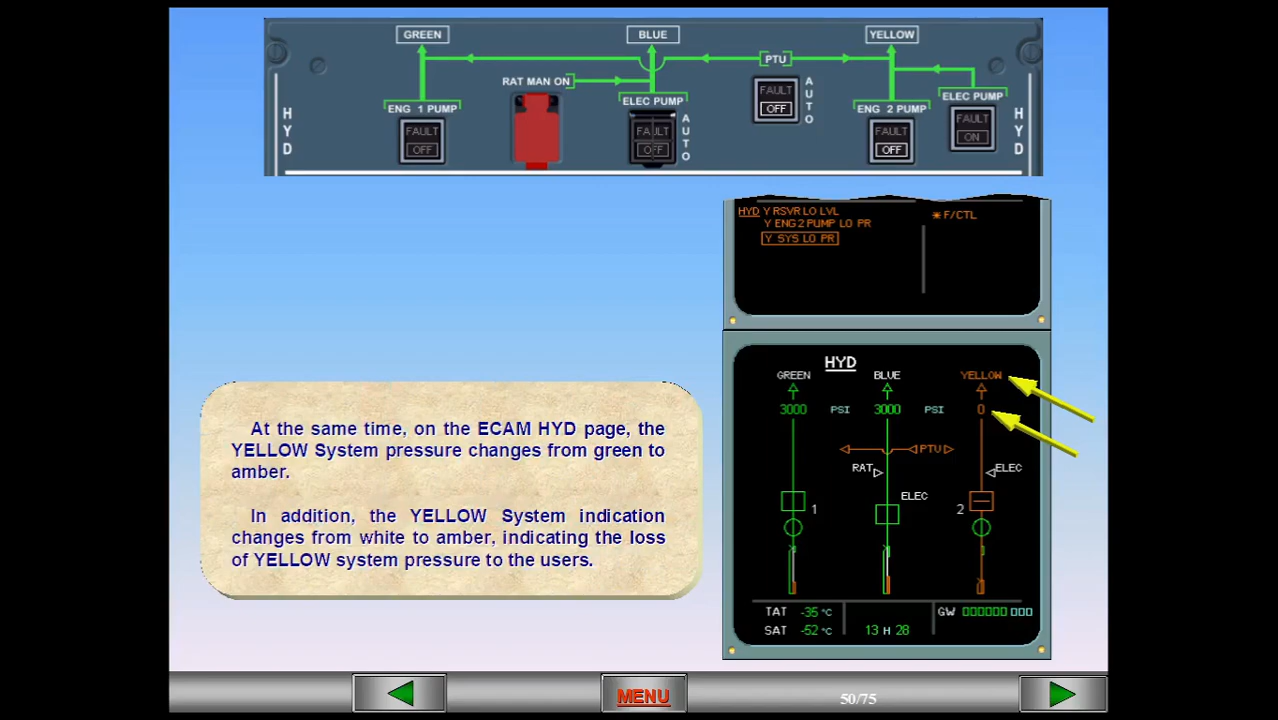 GREEN BLUE YELLOW
PTU
RAT MAN ON
ENG 1 PUMP ELEC PUMP ENG 2 PUMP ELEC PUMP
FAULT OFF
FAULT OFF
AUTO
FAULT OFF
AUTO
FAULT OFF
FAULT ON
HYD
HYD
HYD Y RSVR LO LVL
Y ENG 2 PUMP LO PR
Y SYS LO PR
✳ F/CTL
At the same time, on the ECAM HYD page, the
YELLOW System pressure changes from green to
amber.
In addition, the YELLOW System indication
changes from white to amber, indicating the loss
of YELLOW system pressure to the users.
HYD
GREEN BLUE YELLOW
3000 PSI 3000 PSI 0
PTU
RAT ELEC
ELEC
1 2
TAT -35 °C GW
SAT -52 °C 13 H 28
MENU
50/75